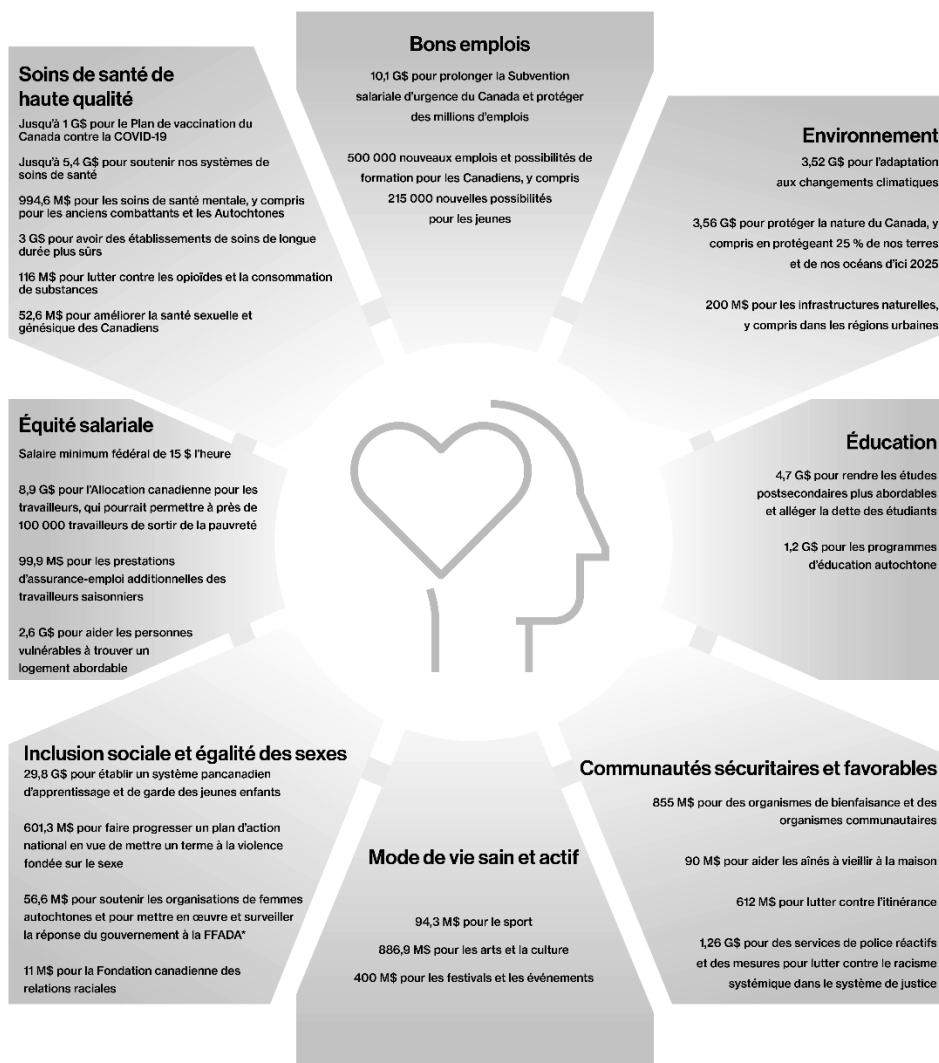 Soins de santé de
haute qualité
Jusqu'à 1 G$ pour le Plan de vaccination du
Canada contre la COVID-19
Jusqu'à 5,4 G$ pour soutenir nos systèmes de
soins de santé
994,6 M$ pour les soins de santé mentale, y compris
pour les anciens combattants et les Autochtones
3 G$ pour avoir des établissements de soins de longue
durée plus sûrs
116 M$ pour lutter contre les opioïdes et la consommation
de substances
52,6 M$ pour améliorer la santé sexuelle et
génésique des Canadiens
Bons emplois
10,1 G$ pour prolonger la Subvention
salariale d'urgence du Canada et protéger
des millions d'emplois
500 000 nouveaux emplois et possibilités de
formation pour les Canadiens, y compris
215 000 nouvelles possibilités
pour les jeunes
Environnement
3,52 G$ pour l'adaptation
aux changements climatiques
3,56 G$ pour protéger la nature du Canada, y
compris en protégeant 25 % de nos terres
et de nos océans d'ici 2025
200 M$ pour les infrastructures naturelles,
y compris dans les régions urbaines
Équité salariale
Salaire minimum fédéral de 15 $ l'heure
8,9 G$ pour l'Allocation canadienne pour les
travailleurs, qui pourrait permettre à près de
100 000 travailleurs de sortir de la pauvreté
99,9 M$ pour les prestations
d'assurance-emploi additionnelles des
travailleurs saisonniers
2,6 G$ pour aider les personnes
vulnérables à trouver un
logement abordable
Éducation
4,7 G$ pour rendre les études
postsecondaires plus abordables
et alléger la dette des étudiants
1,2 G$ pour les programmes
d'éducation autochtone
Inclusion sociale et égalité des sexes
29,8 G$ pour établir un système pancanadien
d'apprentissage et de garde des jeunes enfants
601,3 M$ pour faire progresser un plan d'action
national en vue de mettre un terme à la violence
fondée sur le sexe
56,6 M$ pour soutenir les organisations de femmes
autochtones et pour mettre en œuvre et surveiller
la réponse du gouvernement à la FFADA*
11 M$ pour la Fondation canadienne des
relations raciales
Mode de vie sain et actif
94,3 M$ pour le sport
886,9 M$ pour les arts et la culture
400 M$ pour les festivals et les événements
Communautés sécuritaires et favorables
855 M$ pour des organismes de bienfaisance et des
organismes communautaires
90 M$ pour aider les aînés à vieillir à la maison
612 M$ pour lutter contre l'itinérance
1,26 G$ pour des services de police réactifs
et des mesures pour lutter contre le racisme
systémique dans le système de justice